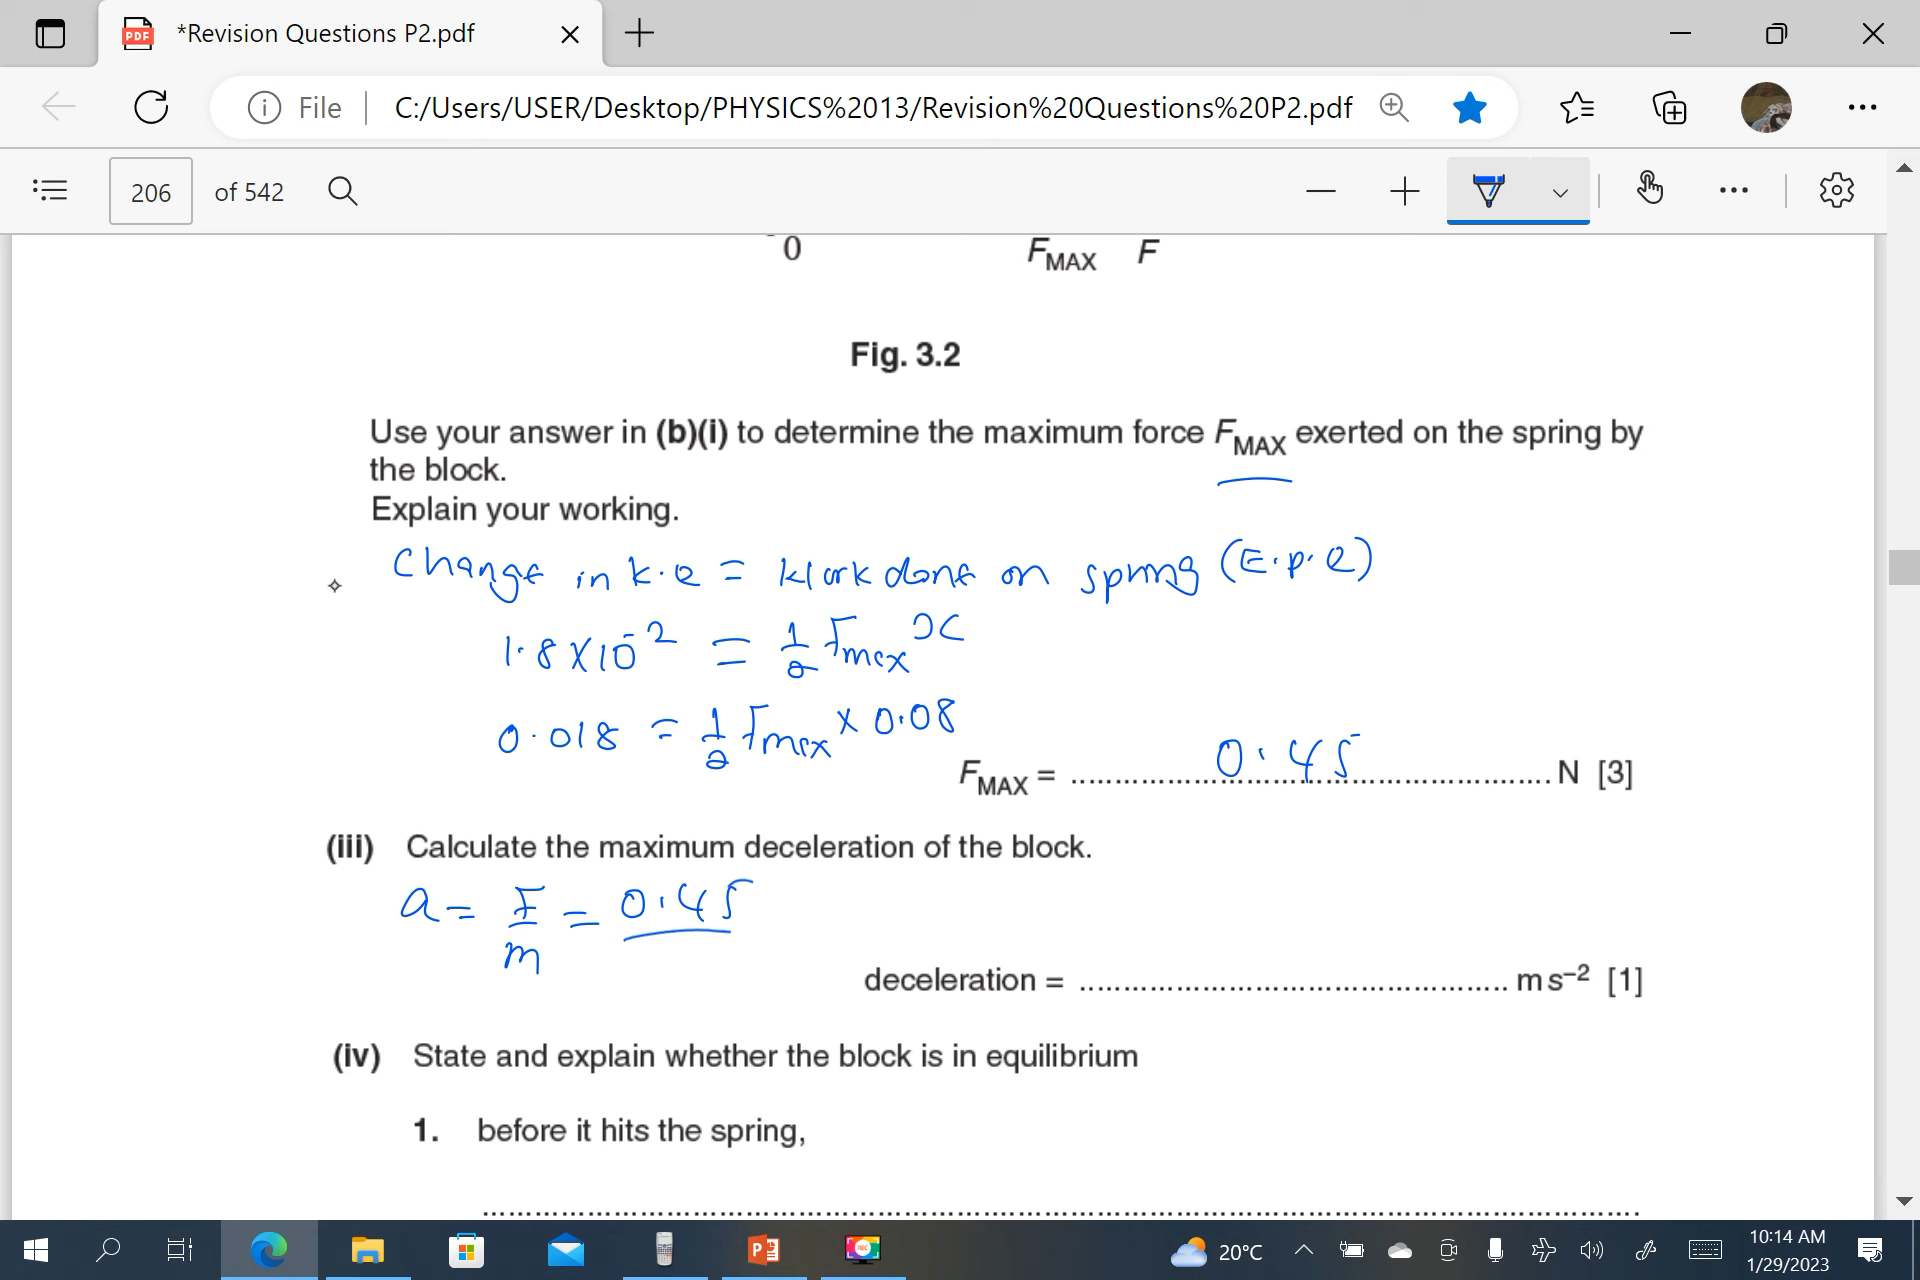 *Revision Questions P2.pdf
File | C:/Users/USER/Desktop/PHYSICS%2013/Revision%20Questions%20P2.pdf
206 of 542
0 FMAX F
Fig. 3.2
Use your answer in (b)(i) to determine the maximum force FMAX exerted on the spring by
the block.
Explain your working.
Change in k.e = Work done on spring (E.p.e)
1.8 X 10⁻² = 1/2 Fmax x
0.018 = 1/2 Fmax x 0.08
0.45
FMAX = ........................................................ N [3]
(iii) Calculate the maximum deceleration of the block.
a = F/m = 0.45
deceleration = .................................................. m s⁻² [1]
(iv) State and explain whether the block is in equilibrium
1. before it hits the spring,
20°C
10:14 AM
1/29/2023